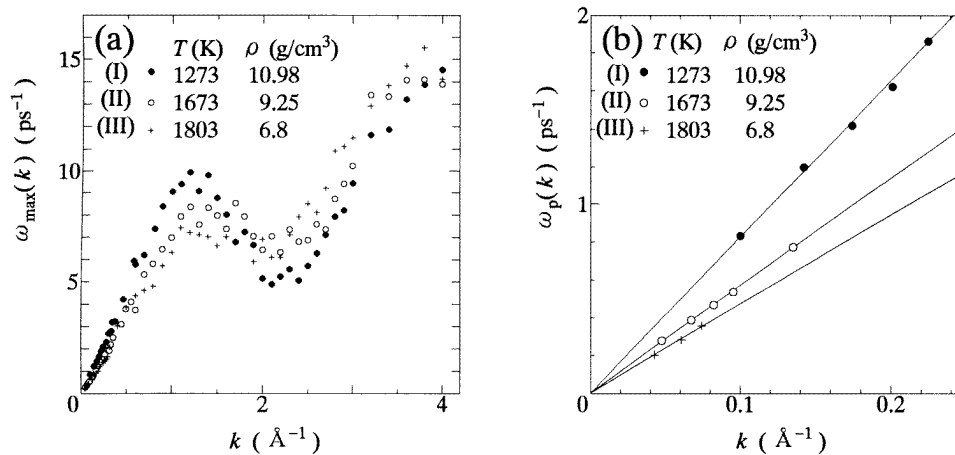 (a)
T (K) ρ (g/cm³)
(I) ● 1273 10.98
(II) ○ 1673 9.25
(III) + 1803 6.8
15
10
5
0 2 4
ω_max(k) (ps⁻¹)
k (Å⁻¹)
(b)
T (K) ρ (g/cm³)
(I) ● 1273 10.98
(II) ○ 1673 9.25
(III) + 1803 6.8
2
1
0
0 0.1 0.2
ω_p(k) (ps⁻¹)
k (Å⁻¹)